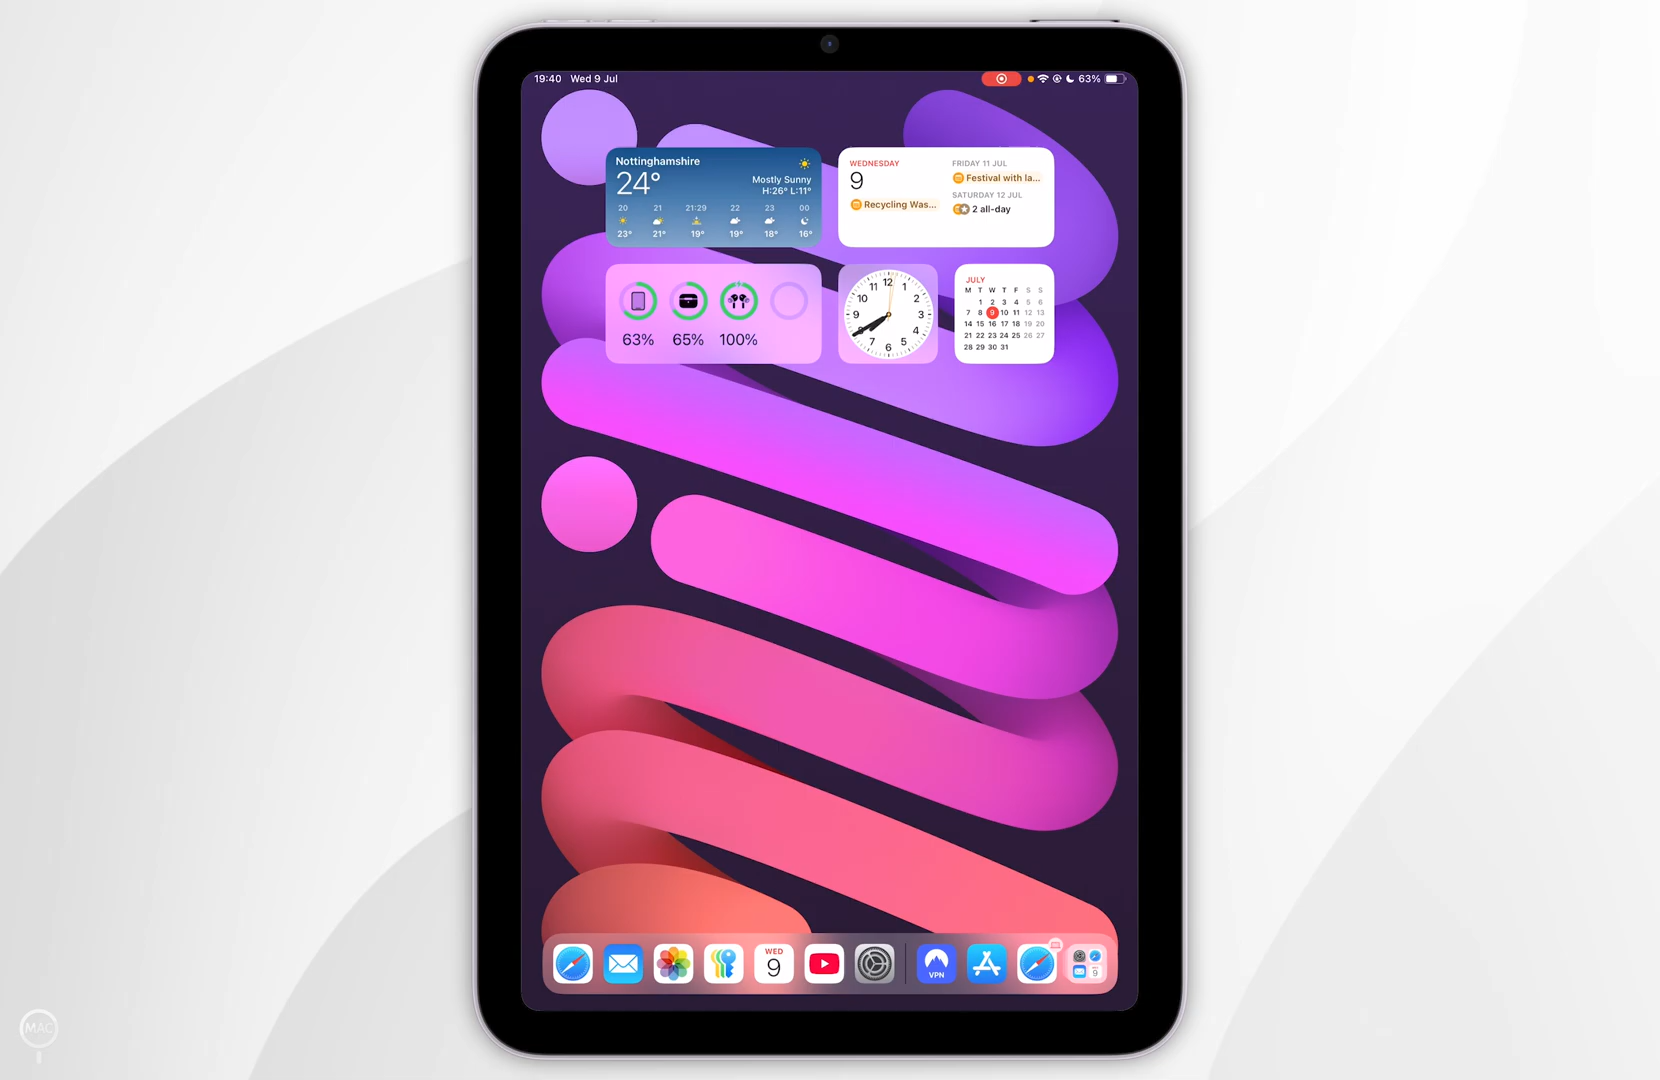 19:40 Wed 9 Jul
63%
Nottinghamshire
24°
Mostly Sunny
H:26° L:11°
20 21 21:29 22 23 00
23° 21° 19° 19° 18° 16°
WEDNESDAY
9
Recycling Was...
FRIDAY 11 JUL
Festival with la...
SATURDAY 12 JUL
2 all-day
63% 65% 100%
12
1
2
3
4
5
6
7
8
9
10
11
JULY
M T W T F S S
1 2 3 4 5 6
7 8 9 10 11 12 13
14 15 16 17 18 19 20
21 22 23 24 25 26 27
28 29 30 31
WED
9
VPN
9
MAC